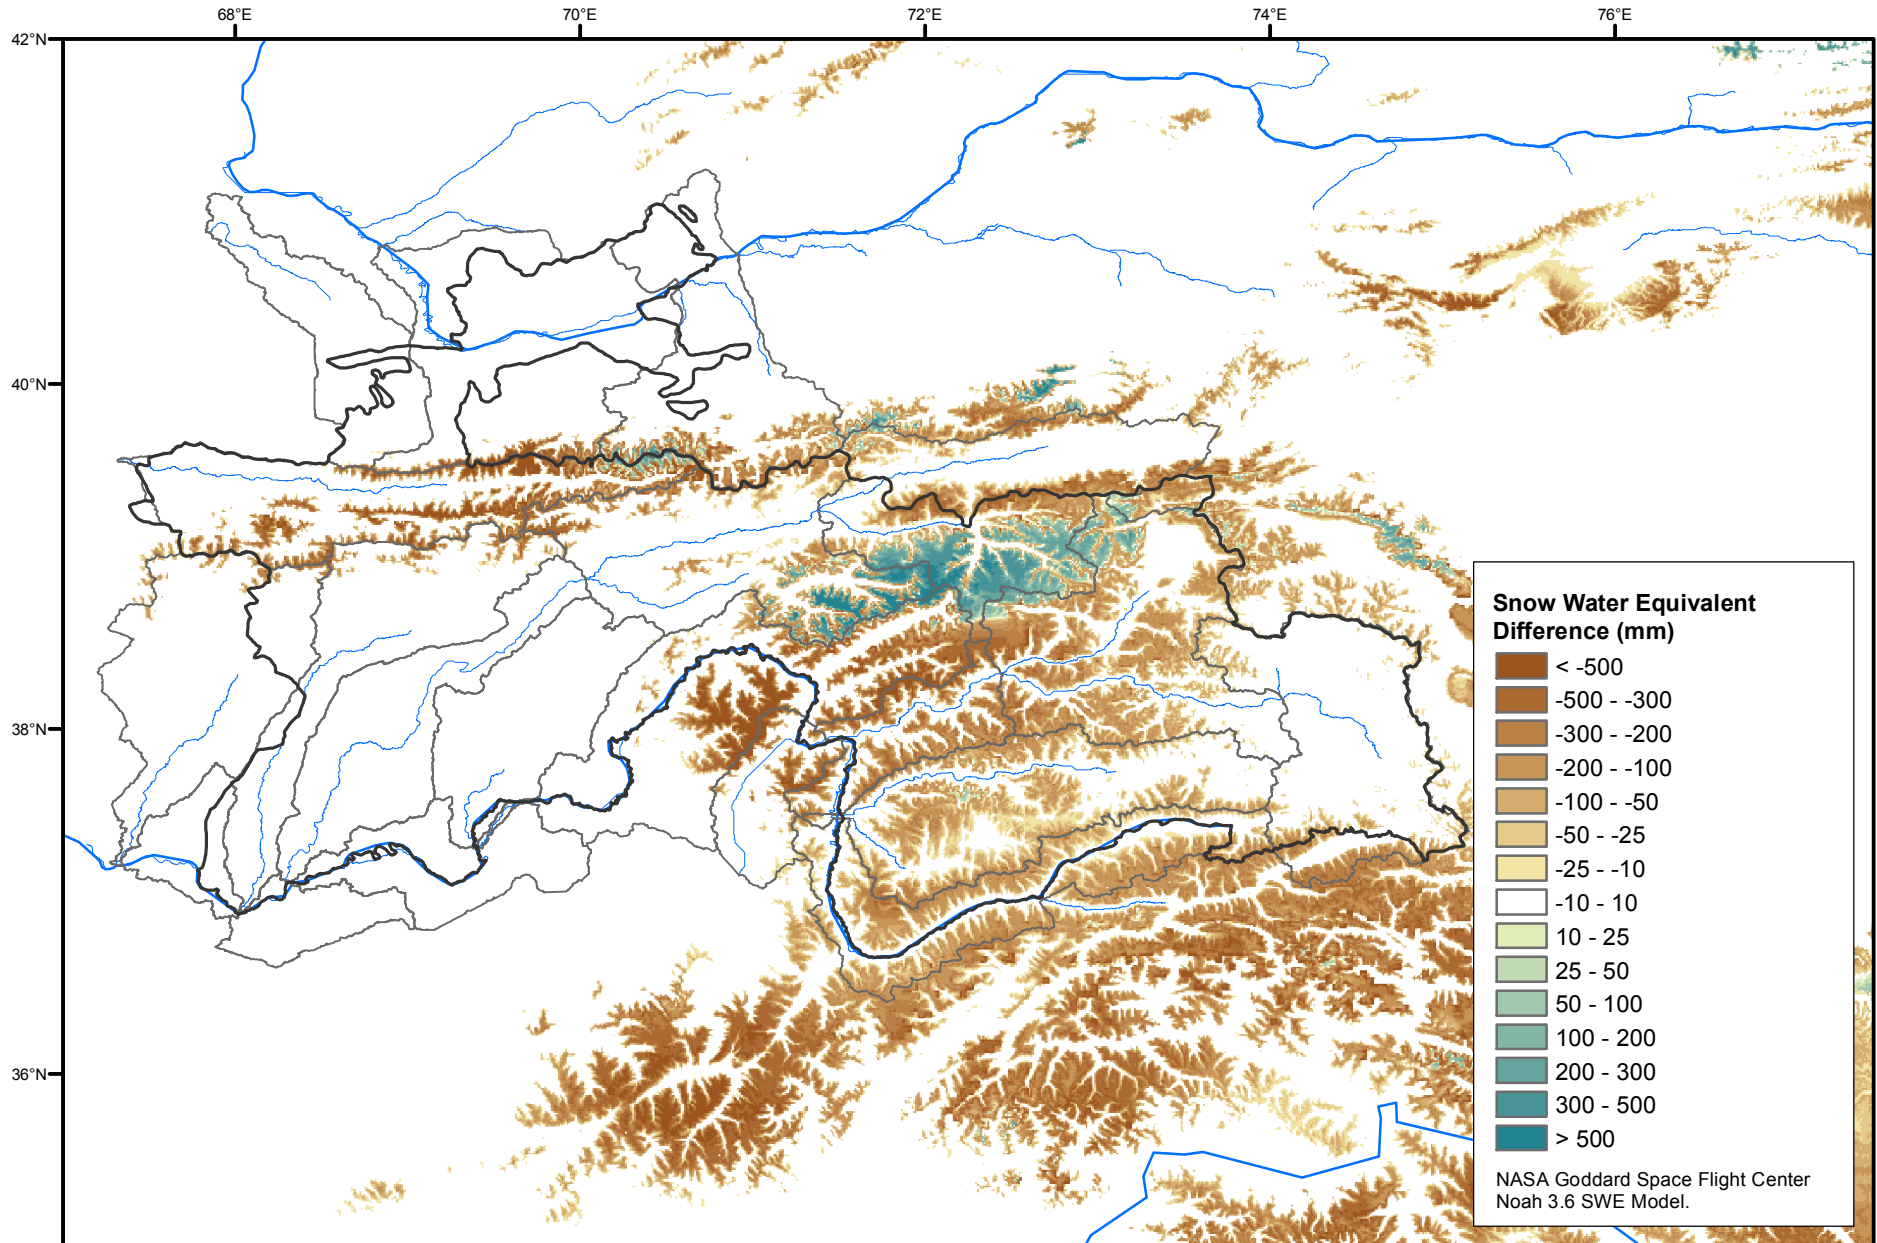 68°E 70°E 72°E 74°E 76°E
42°N
40°N
38°N
36°N
Snow Water Equivalent
Difference (mm)
< -500
-500 - -300
-300 - -200
-200 - -100
-100 - -50
-50 - -25
-25 - -10
-10 - 10
10 - 25
25 - 50
50 - 100
100 - 200
200 - 300
300 - 500
> 500
NASA Goddard Space Flight Center
Noah 3.6 SWE Model.